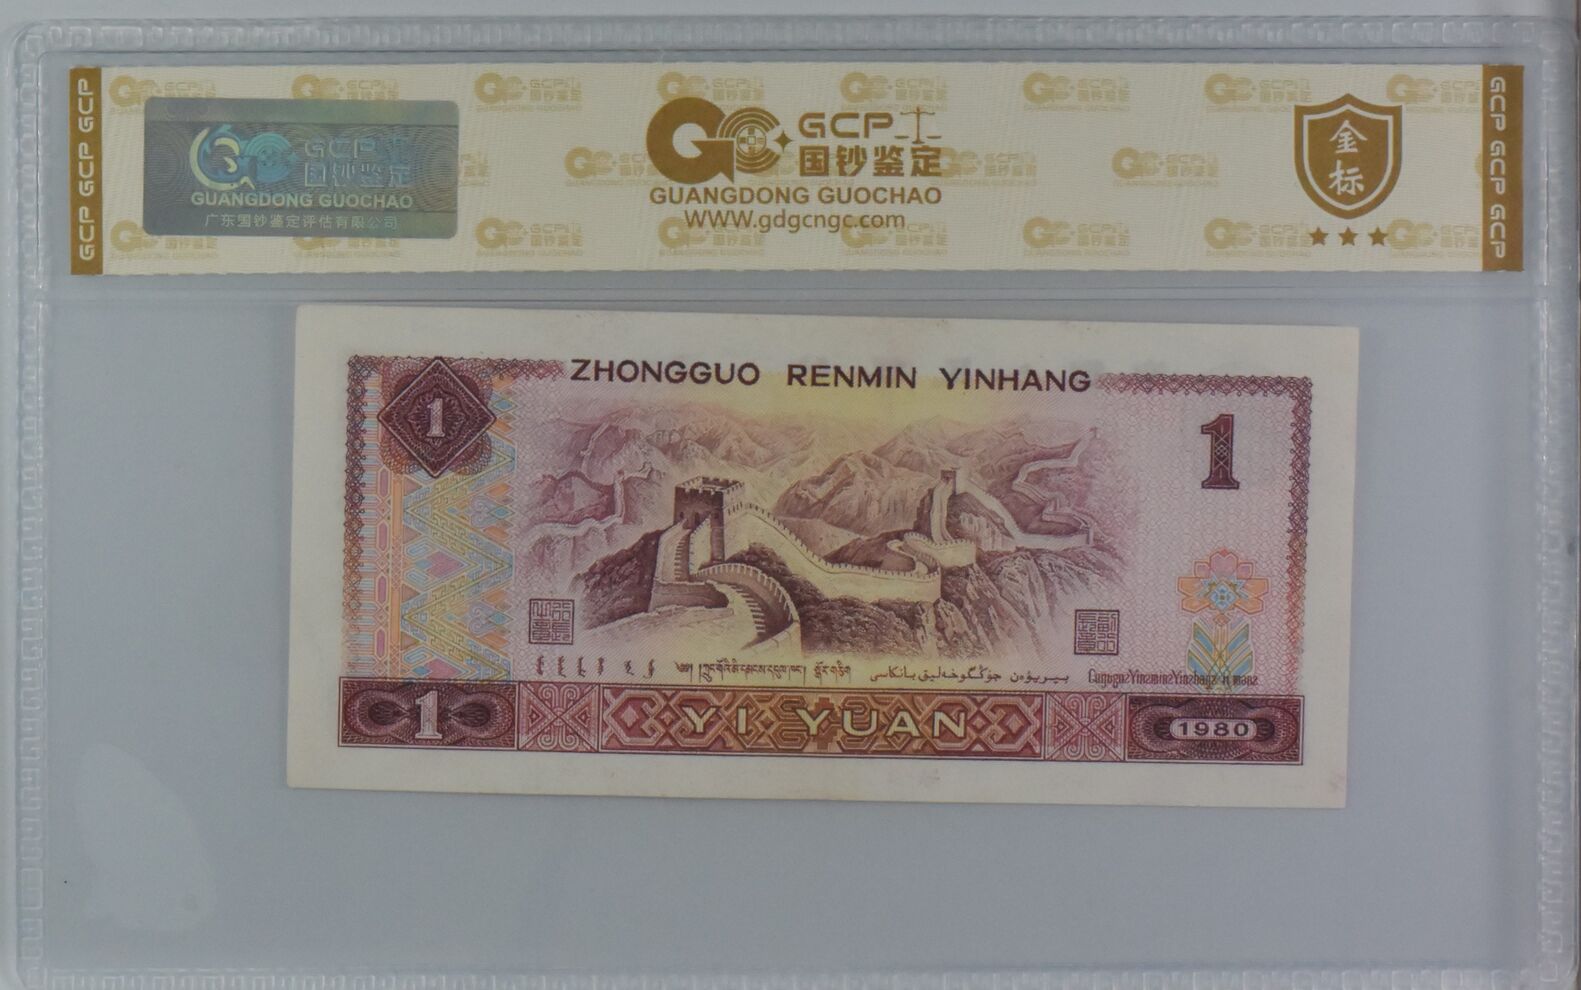 GCP GCP GCP
GCP
国钞鉴定
GUANGDONG GUOCHAO
广东国钞鉴定评估有限公司
GCP
国钞鉴定
GUANGDONG GUOCHAO
WWW.gdgcngc.com
金
标
GCP GCP GCP
ZHONGGUO RENMIN YINHANG
1
1
1
YI YUAN
1980